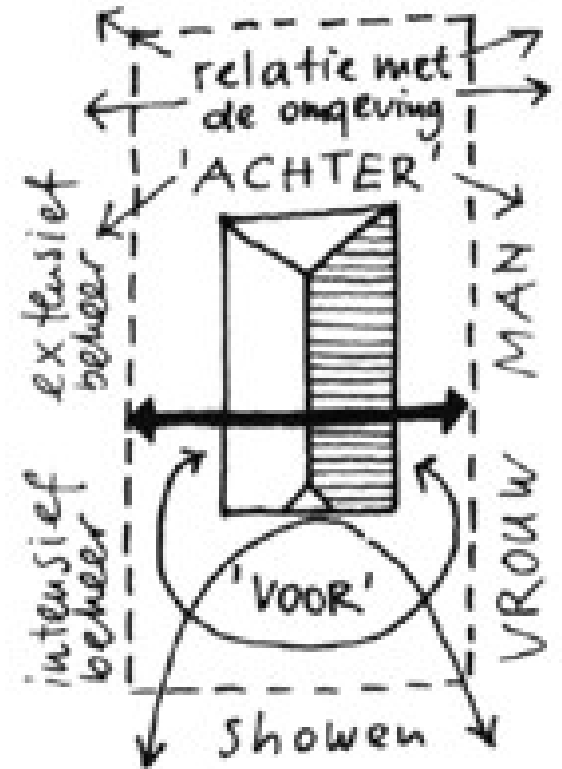 relatie met
de omgeving
'ACHTER'
extensief
beheer
MAN
intensief
beheer
VROUW
'VOOR'
showen